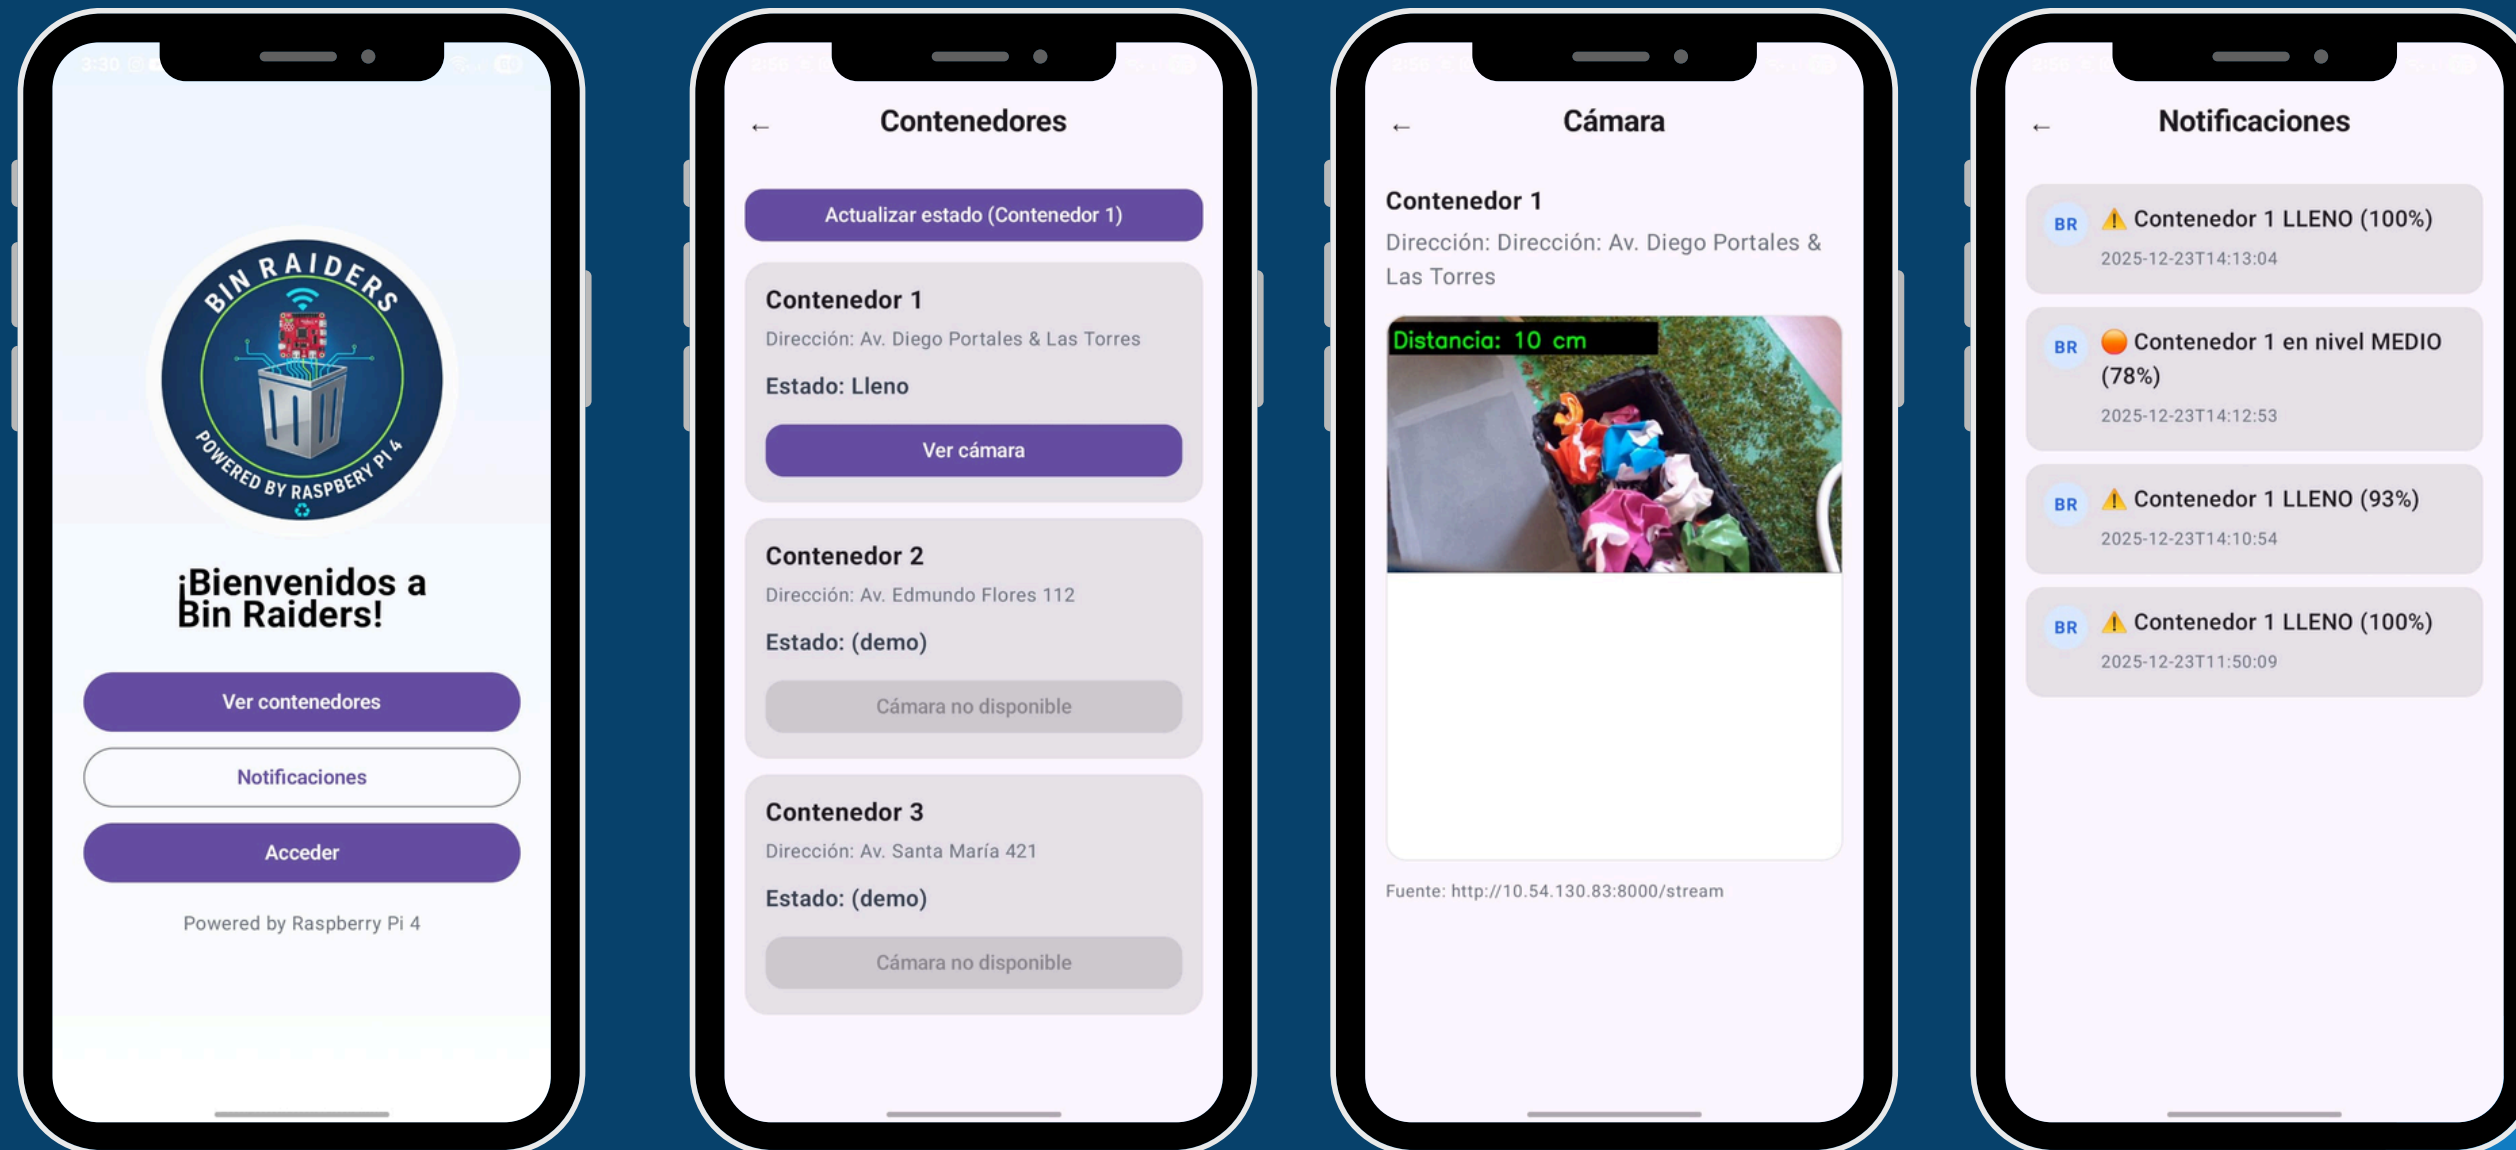 3:30
BIN RAIDERS
POWERED BY RASPBERY PI 4
¡Bienvenidos a
Bin Raiders!
Ver contenedores
Notificaciones
Acceder
Powered by Raspberry Pi 4
←
Contenedores
Actualizar estado (Contenedor 1)
Contenedor 1
Dirección: Av. Diego Portales & Las Torres
Estado: Lleno
Ver cámara
Contenedor 2
Dirección: Av. Edmundo Flores 112
Estado: (demo)
Cámara no disponible
Contenedor 3
Dirección: Av. Santa María 421
Estado: (demo)
Cámara no disponible
←
Cámara
Contenedor 1
Dirección: Dirección: Av. Diego Portales &
Las Torres
Distancia: 10 cm
Fuente: http://10.54.130.83:8000/stream
←
Notificaciones
BR
⚠️ Contenedor 1 LLENO (100%)
2025-12-23T14:13:04
BR
🟠 Contenedor 1 en nivel MEDIO
(78%)
2025-12-23T14:12:53
BR
⚠️ Contenedor 1 LLENO (93%)
2025-12-23T14:10:54
BR
⚠️ Contenedor 1 LLENO (100%)
2025-12-23T11:50:09